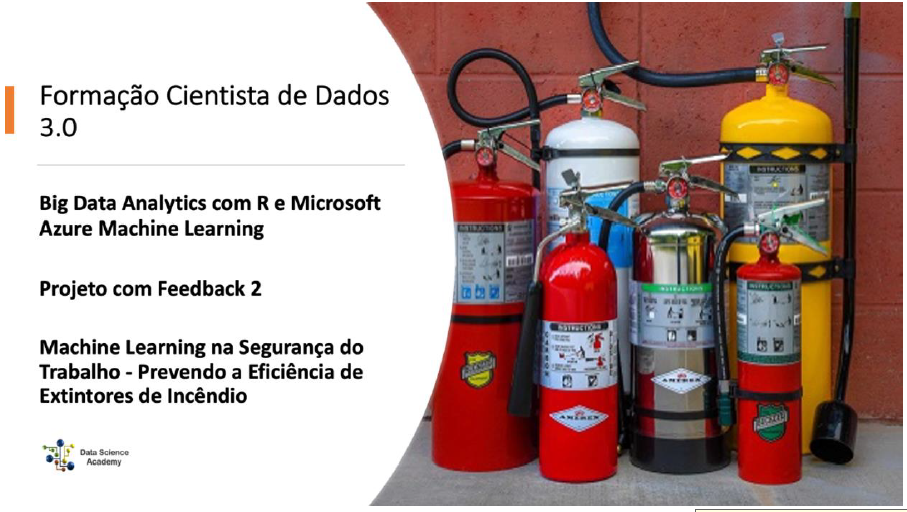 Formação Cientista de Dados
3.0
Big Data Analytics com R e Microsoft
Azure Machine Learning
Projeto com Feedback 2
Machine Learning na Segurança do
Trabalho - Prevendo a Eficiência de
Extintores de Incêndio
Data Science
Academy
INSTRUCTIONS
INSTRUCTIONS
INSTRUCTIONS
INSTRUCTIONS
INSTRUCTIONS
AMEREX
AMEREX
BUCKEYE
BUCKEYE